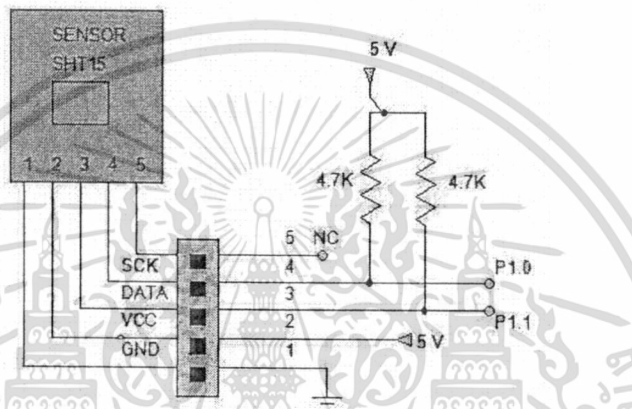 SENSOR
SHT15
1 2 3 4 5
5 V
4.7K
4.7K
5 NC
SCK
4
P1.0
DATA
3
VCC
2
P1.1
GND
1
5 V